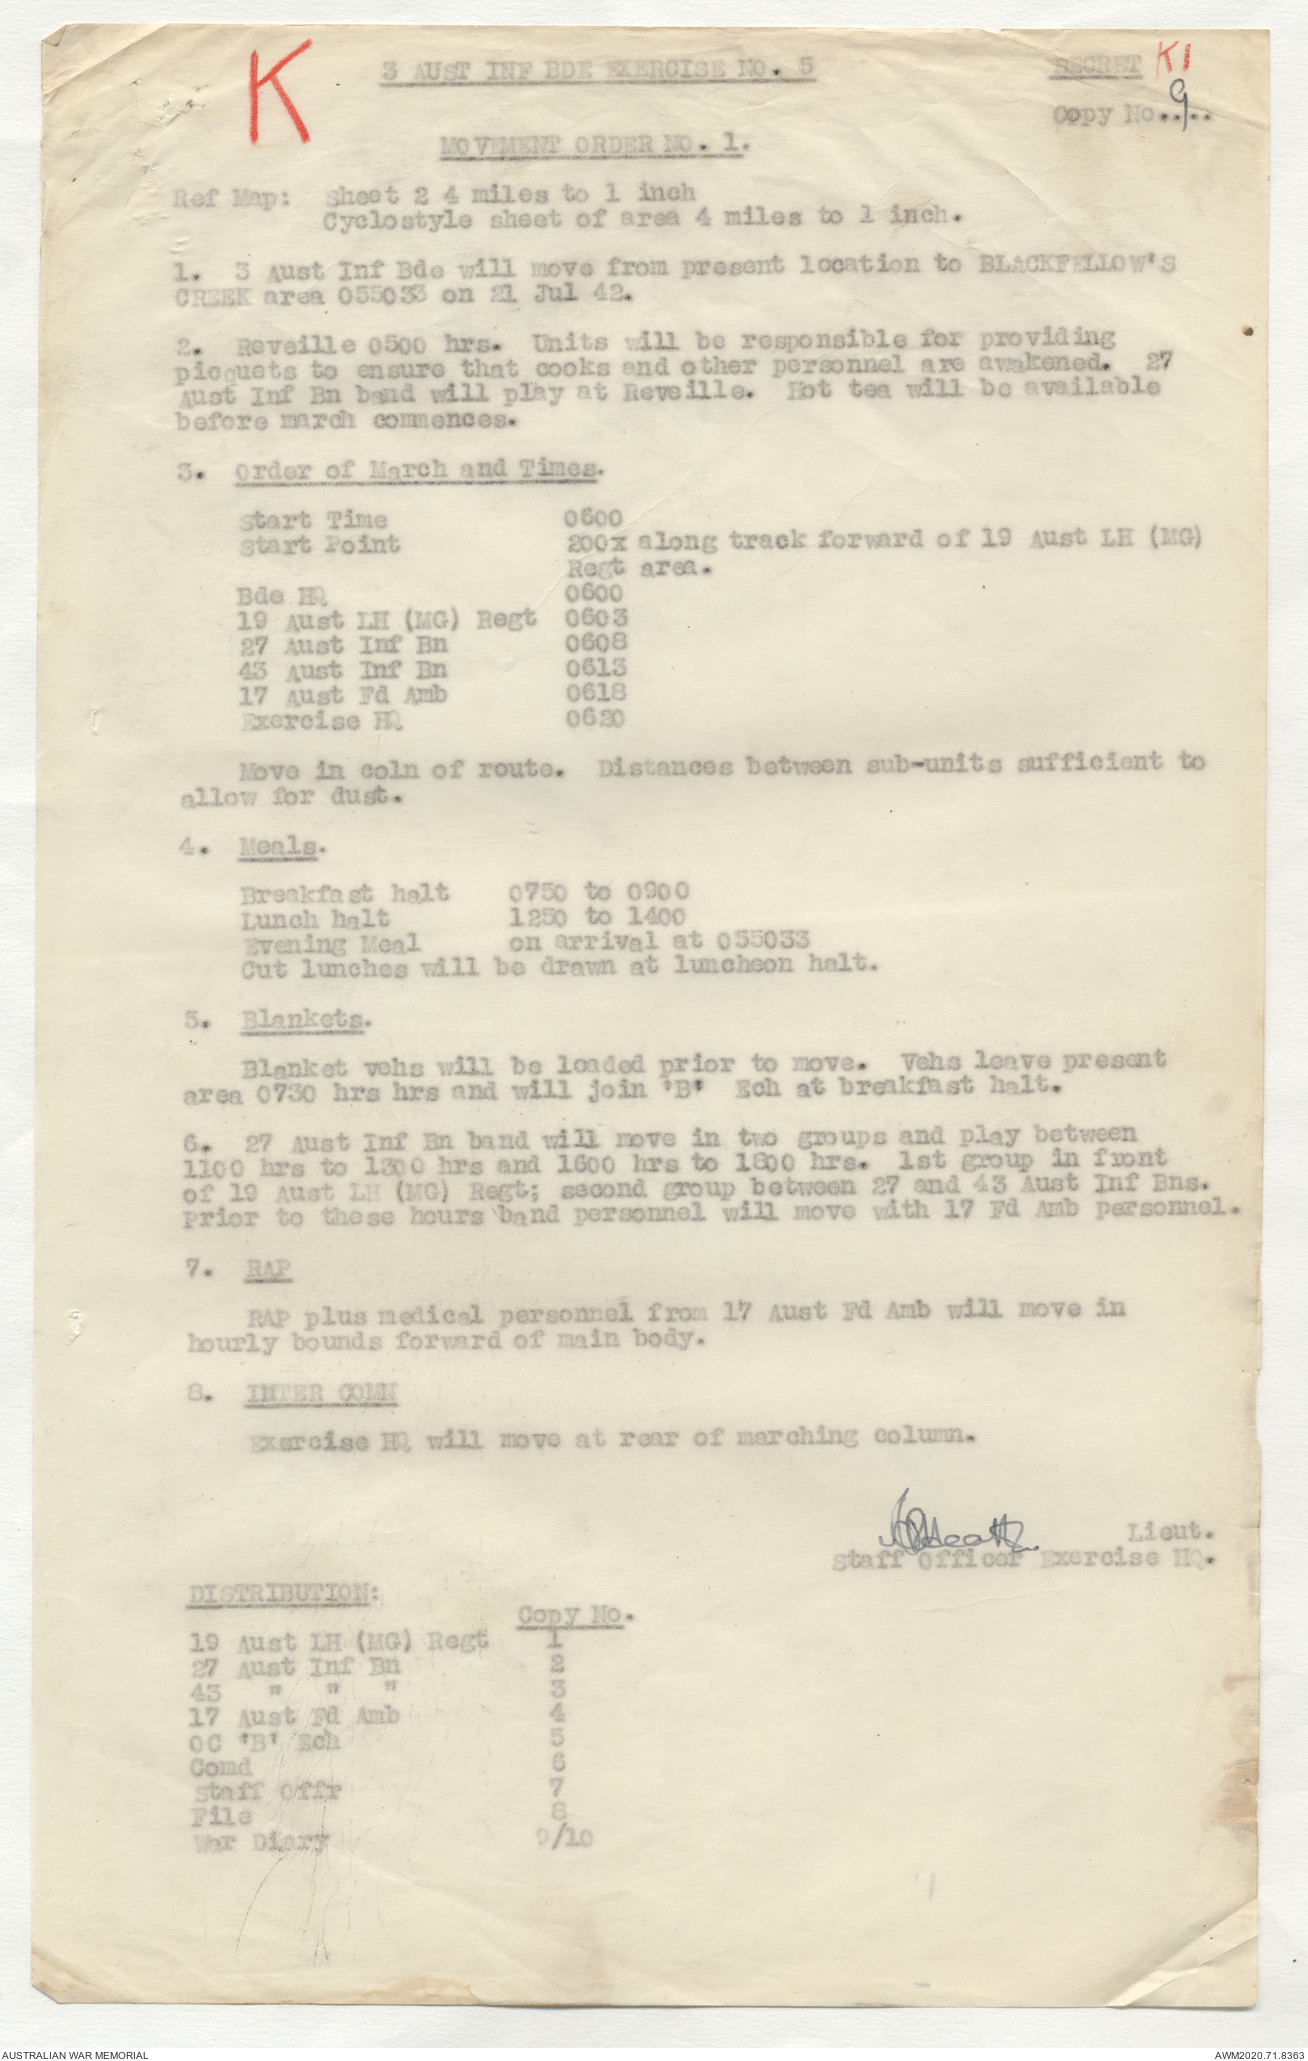 K
3 AUST INF BDE EXERCISE NO. 5
SECRET K1
Copy No..9..
MOVEMENT ORDER NO. 1.
Ref Map: Sheet 2 4 miles to 1 inch
Cyclostyle sheet of area 4 miles to 1 inch.
1. 3 Aust Inf Bde will move from present location to BLACKFELLOW'S
CREEK area 055033 on 21 Jul 42.
2. Reveille 0500 hrs. Units will be responsible for providing
picquets to ensure that cooks and other personnel are awakened. 27
Aust Inf Bn band will play at Reveille. Hot tea will be available
before march commences.
3. Order of March and Times.
Start Time 0600
Start Point 200x along track forward of 19 Aust LH (MG)
Regt area.
Bde HQ 0600
19 Aust LH (MG) Regt 0603
27 Aust Inf Bn 0608
43 Aust Inf Bn 0613
17 Aust Fd Amb 0618
Exercise HQ 0620
Move in coln of route. Distances between sub-units sufficient to
allow for dust.
4. Meals.
Breakfast halt 0750 to 0900
Lunch halt 1250 to 1400
Evening Meal on arrival at 055033
Cut lunches will be drawn at luncheon halt.
5. Blankets.
Blanket vehs will be loaded prior to move. Vehs leave present
area 0730 hrs hrs and will join 'B' Ech at breakfast halt.
6. 27 Aust Inf Bn band will move in two groups and play between
1100 hrs to 1300 hrs and 1600 hrs to 1800 hrs. 1st group in front
of 19 Aust LH (MG) Regt; second group between 27 and 43 Aust Inf Bns.
Prior to these hours band personnel will move with 17 Fd Amb personnel.
7. RAP
RAP plus medical personnel from 17 Aust Fd Amb will move in
hourly bounds forward of main body.
8. INTER COMN
Exercise HQ will move at rear of marching column.
Heath Lieut.
Staff Officer Exercise HQ.
DISTRIBUTION:
Copy No.
19 Aust LH (MG) Regt 1
27 Aust Inf Bn 2
43 " " " 3
17 Aust Fd Amb 4
OC 'B' Ech 5
Comd 6
Staff Offr 7
File 8
War Diary 9/10
AUSTRALIAN WAR MEMORIAL
AWM2020.71.8363